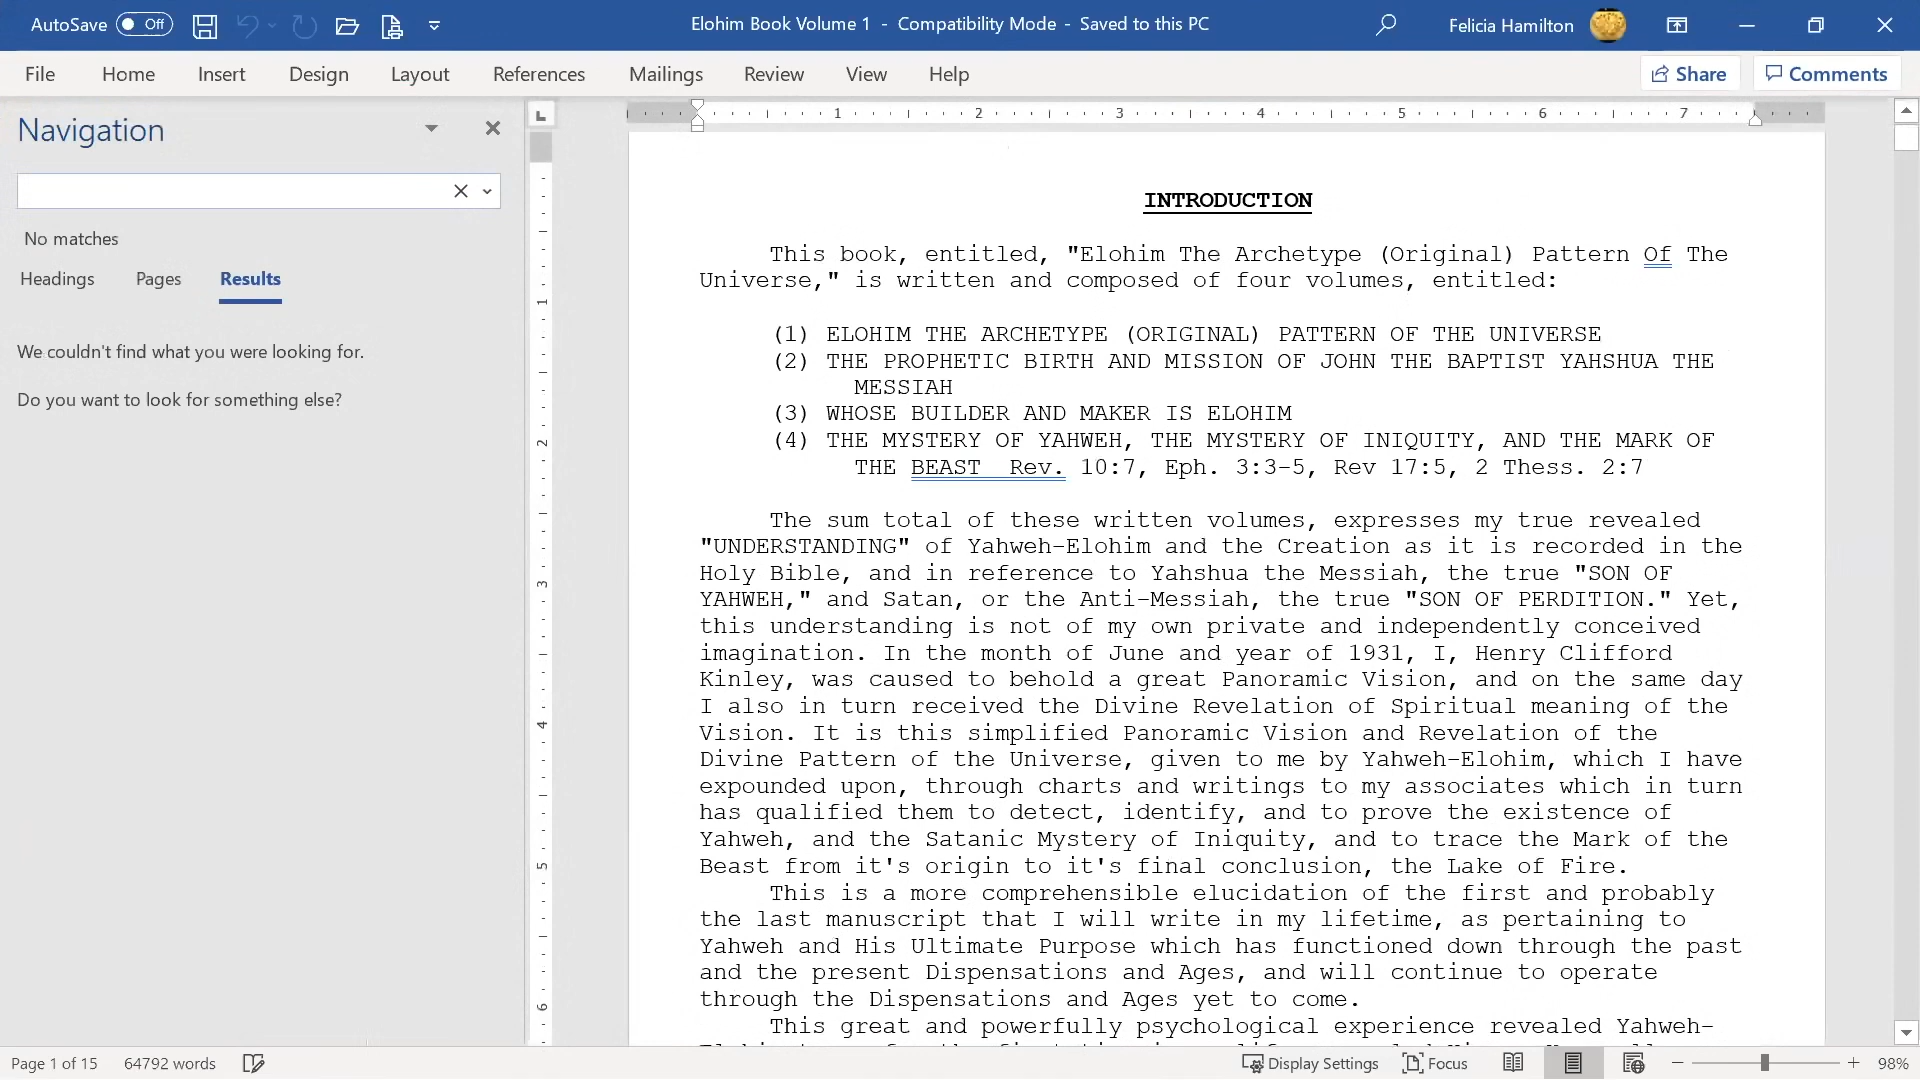 AutoSave Off Elohim Book Volume 1 - Compatibility Mode - Saved to this PC Felicia Hamilton
File Home Insert Design Layout References Mailings Review View Help Share Comments
Navigation
No matches
Headings Pages Results
We couldn't find what you were looking for.
Do you want to look for something else?
L
1 2 3 4 5 6 7
1
2
3
4
5
6
INTRODUCTION
This book, entitled, "Elohim The Archetype (Original) Pattern Of The
Universe," is written and composed of four volumes, entitled:
(1) ELOHIM THE ARCHETYPE (ORIGINAL) PATTERN OF THE UNIVERSE
(2) THE PROPHETIC BIRTH AND MISSION OF JOHN THE BAPTIST YAHSHUA THE
MESSIAH
(3) WHOSE BUILDER AND MAKER IS ELOHIM
(4) THE MYSTERY OF YAHWEH, THE MYSTERY OF INIQUITY, AND THE MARK OF
THE BEAST Rev. 10:7, Eph. 3:3-5, Rev 17:5, 2 Thess. 2:7
The sum total of these written volumes, expresses my true revealed
"UNDERSTANDING" of Yahweh-Elohim and the Creation as it is recorded in the
Holy Bible, and in reference to Yahshua the Messiah, the true "SON OF
YAHWEH," and Satan, or the Anti-Messiah, the true "SON OF PERDITION." Yet,
this understanding is not of my own private and independently conceived
imagination. In the month of June and year of 1931, I, Henry Clifford
Kinley, was caused to behold a great Panoramic Vision, and on the same day
I also in turn received the Divine Revelation of Spiritual meaning of the
Vision. It is this simplified Panoramic Vision and Revelation of the
Divine Pattern of the Universe, given to me by Yahweh-Elohim, which I have
expounded upon, through charts and writings to my associates which in turn
has qualified them to detect, identify, and to prove the existence of
Yahweh, and the Satanic Mystery of Iniquity, and to trace the Mark of the
Beast from it's origin to it's final conclusion, the Lake of Fire.
This is a more comprehensible elucidation of the first and probably
the last manuscript that I will write in my lifetime, as pertaining to
Yahweh and His Ultimate Purpose which has functioned down through the past
and the present Dispensations and Ages, and will continue to operate
through the Dispensations and Ages yet to come.
This great and powerfully psychological experience revealed Yahweh-
Page 1 of 15 64792 words Display Settings Focus 98%